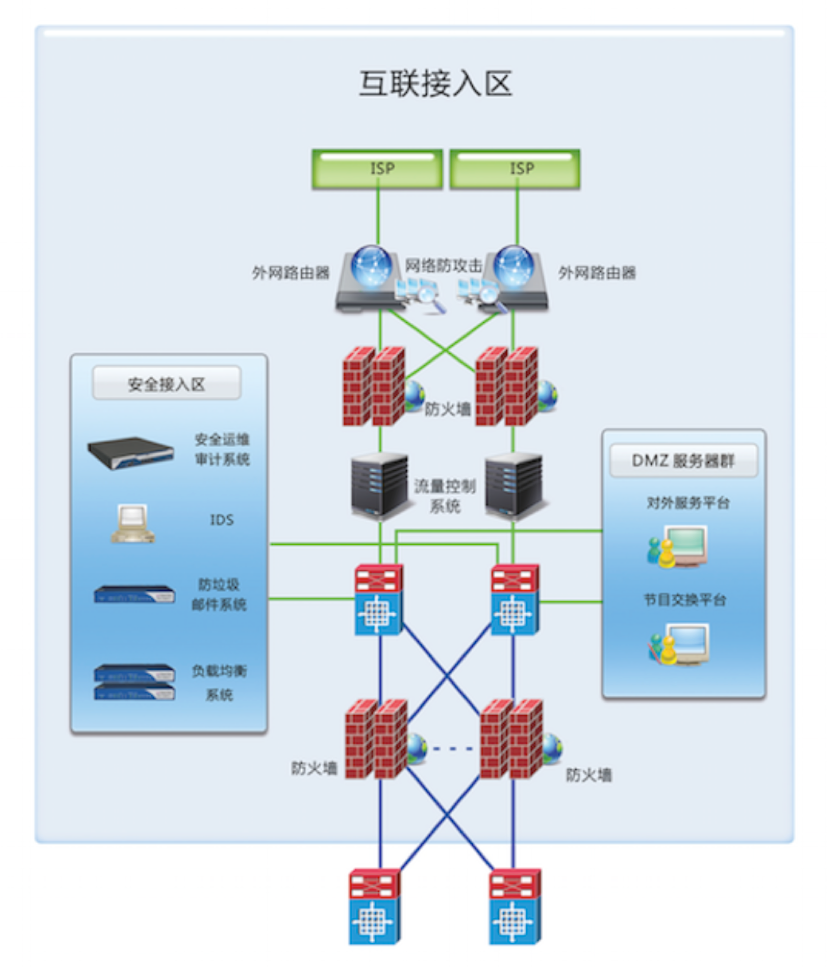 互联接入区
ISP
ISP
外网路由器
网络防攻击
外网路由器
安全接入区
防火墙
安全运维
审计系统
DMZ 服务器群
流量控制
系统
对外服务平台
IDS
防垃圾
邮件系统
节目交换平台
负载均衡
系统
防火墙
防火墙